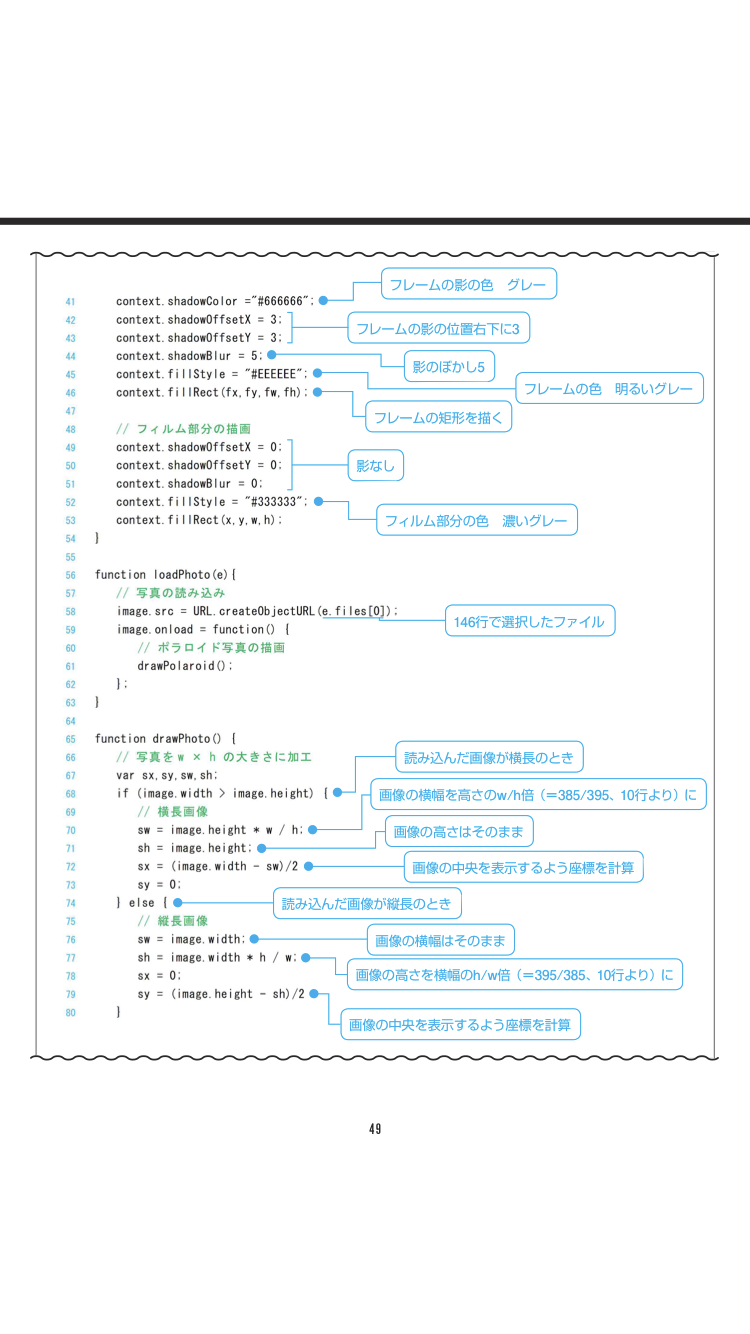 41 context.shadowColor ="#666666"; フレームの影の色　グレー
42 context.shadowOffsetX = 3;
43 context.shadowOffsetY = 3; フレームの影の位置右下に3
44 context.shadowBlur = 5; 影のぼかし5
45 context.fillStyle = "#EEEEEE"; フレームの色　明るいグレー
46 context.fillRect(fx,fy,fw,fh); フレームの矩形を描く
47
48 // フィルム部分の描画
49 context.shadowOffsetX = 0;
50 context.shadowOffsetY = 0; 影なし
51 context.shadowBlur = 0;
52 context.fillStyle = "#333333"; フィルム部分の色　濃いグレー
53 context.fillRect(x,y,w,h);
54 }
55
56 function loadPhoto(e){
57 // 写真の読み込み
58 image.src = URL.createObjectURL(e.files[0]); 146行で選択したファイル
59 image.onload = function() {
60 // ポラロイド写真の描画
61 drawPolaroid();
62 };
63 }
64
65 function drawPhoto() {
66 // 写真を w × h の大きさに加工
67 var sx,sy,sw,sh;
68 if (image.width > image.height) { 読み込んだ画像が横長のとき
69 // 横長画像
70 sw = image.height * w / h; 画像の横幅を高さのw/h倍（＝385/395、10行より）に
71 sh = image.height; 画像の高さはそのまま
72 sx = (image.width - sw)/2 画像の中央を表示するよう座標を計算
73 sy = 0;
74 } else { 読み込んだ画像が縦長のとき
75 // 縦長画像
76 sw = image.width; 画像の横幅はそのまま
77 sh = image.width * h / w; 画像の高さを横幅のh/w倍（＝395/385、10行より）に
78 sx = 0;
79 sy = (image.height - sh)/2 画像の中央を表示するよう座標を計算
80 }
49